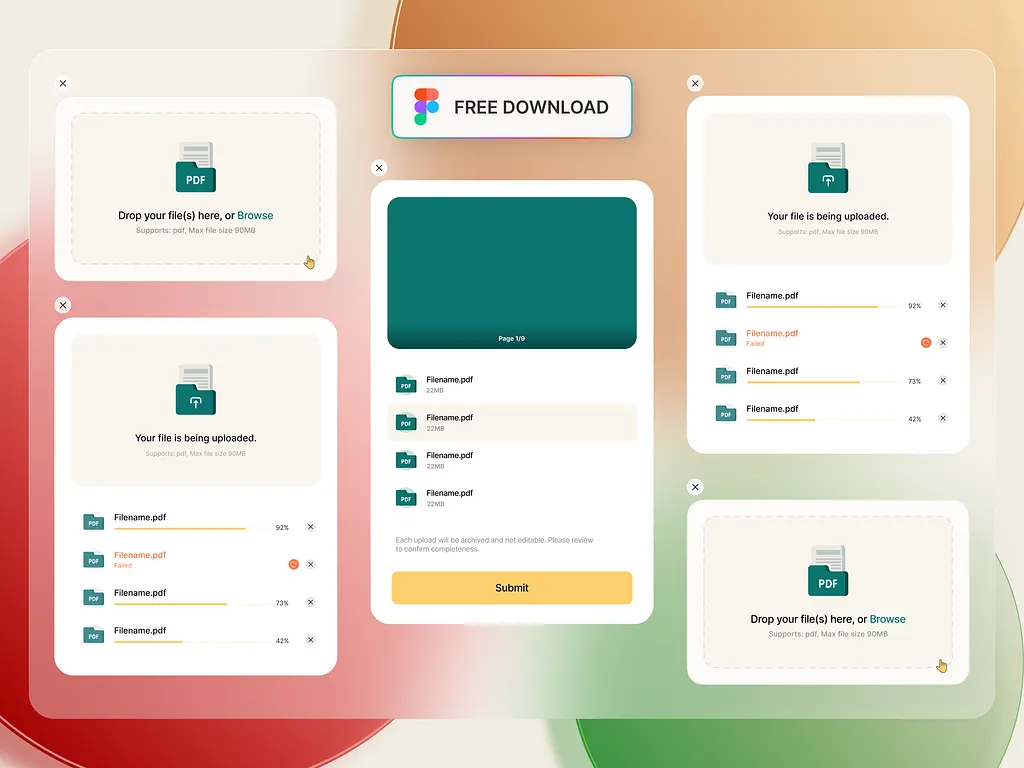 FREE DOWNLOAD
PDF
Drop your file(s) here, or Browse
Supports: pdf, Max file size 90MB
Your file is being uploaded.
Supports: pdf, Max file size 90MB
PDF
Filename.pdf
92%
PDF
Filename.pdf
Failed
PDF
Filename.pdf
73%
PDF
Filename.pdf
42%
Page 1/9
PDF
Filename.pdf
22MB
PDF
Filename.pdf
22MB
PDF
Filename.pdf
22MB
PDF
Filename.pdf
22MB
Each upload will be archived and not editable. Please review
to confirm completeness.
Submit
Your file is being uploaded.
Supports: pdf, Max file size 90MB
PDF
Filename.pdf
92%
PDF
Filename.pdf
Failed
PDF
Filename.pdf
73%
PDF
Filename.pdf
42%
PDF
Drop your file(s) here, or Browse
Supports: pdf, Max file size 90MB